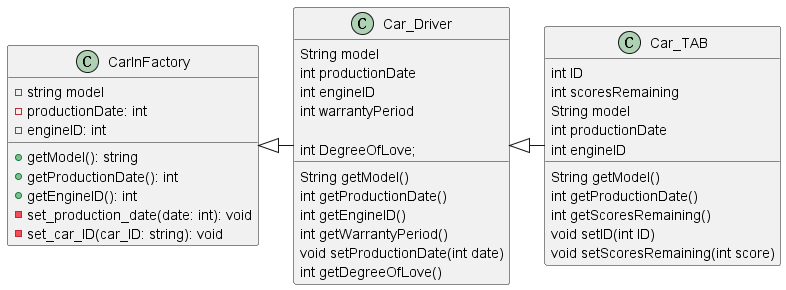 C CarInFactory
string model
productionDate: int
engineID: int
getModel(): string
getProductionDate(): int
getEngineID(): int
set_production_date(date: int): void
set_car_ID(car_ID: string): void
C Car_Driver
String model
int productionDate
int engineID
int warrantyPeriod
int DegreeOfLove;
String getModel()
int getProductionDate()
int getEngineID()
int getWarrantyPeriod()
void setProductionDate(int date)
int getDegreeOfLove()
C Car_TAB
int ID
int scoresRemaining
String model
int productionDate
int engineID
String getModel()
int getProductionDate()
int getScoresRemaining()
void setID(int ID)
void setScoresRemaining(int score)